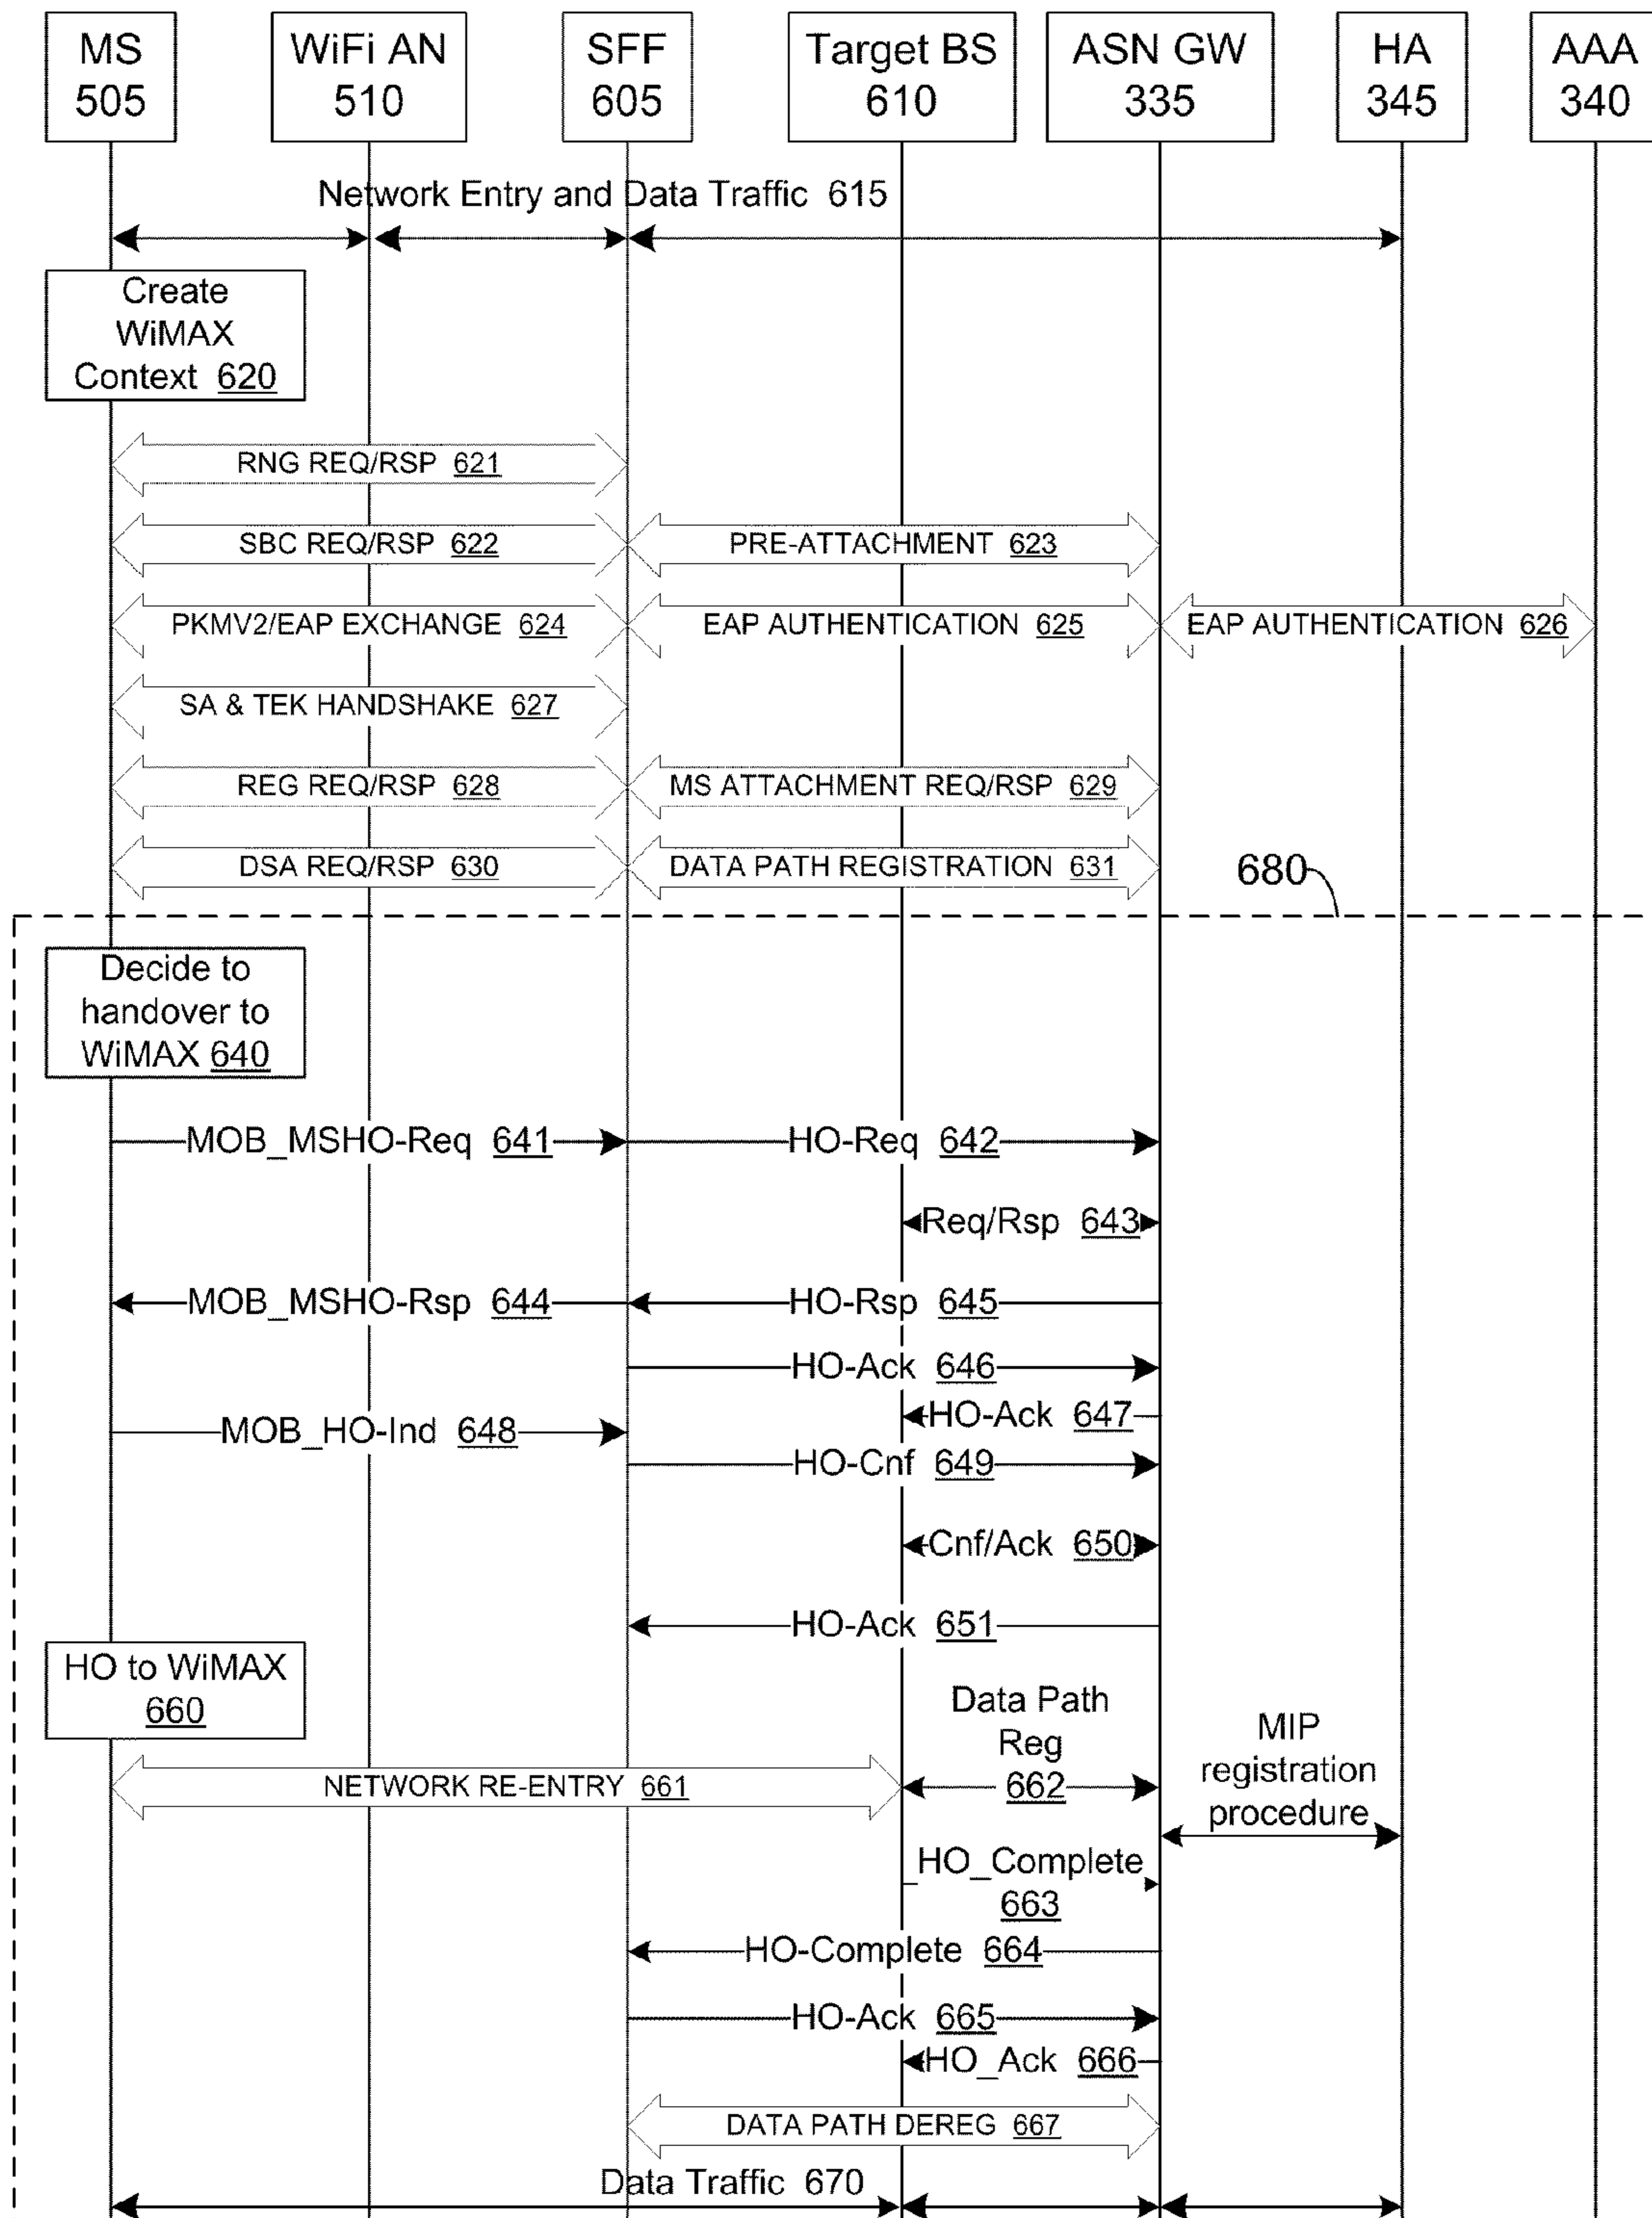 MS
505
WiFi AN
510
SFF
605
Target BS
610
ASN GW
335
HA
345
AAA
340
Network Entry and Data Traffic 615
Create
WiMAX
Context 620
RNG REQ/RSP 621
SBC REQ/RSP 622
PRE-ATTACHMENT 623
PKMV2/EAP EXCHANGE 624
EAP AUTHENTICATION 625
EAP AUTHENTICATION 626
SA & TEK HANDSHAKE 627
REG REQ/RSP 628
MS ATTACHMENT REQ/RSP 629
DSA REQ/RSP 630
DATA PATH REGISTRATION 631
680
Decide to
handover to
WiMAX 640
MOB_MSHO-Req 641
HO-Req 642
Req/Rsp 643
MOB_MSHO-Rsp 644
HO-Rsp 645
HO-Ack 646
HO-Ack 647
MOB_HO-Ind 648
HO-Cnf 649
Cnf/Ack 650
HO-Ack 651
HO to WiMAX
660
Data Path
Reg
662
MIP
registration
procedure
NETWORK RE-ENTRY 661
HO_Complete
663
HO-Complete 664
HO-Ack 665
HO_Ack 666
DATA PATH DEREG 667
Data Traffic 670